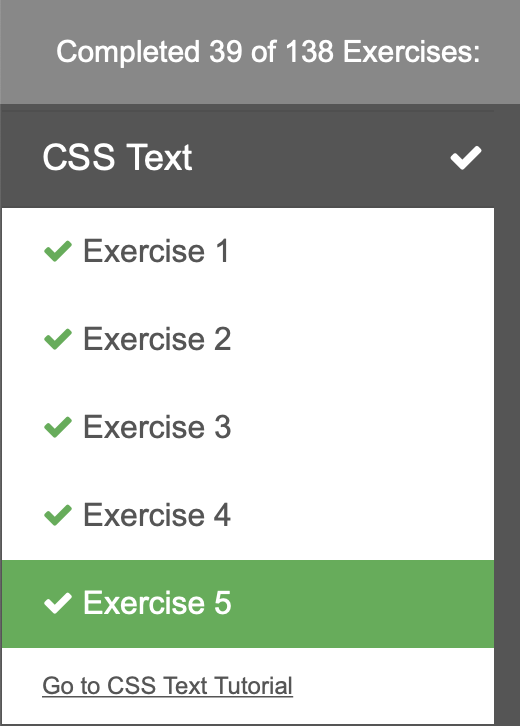 Completed 39 of 138 Exercises:
CSS Text
Exercise 1
Exercise 2
Exercise 3
Exercise 4
Exercise 5
Go to CSS Text Tutorial